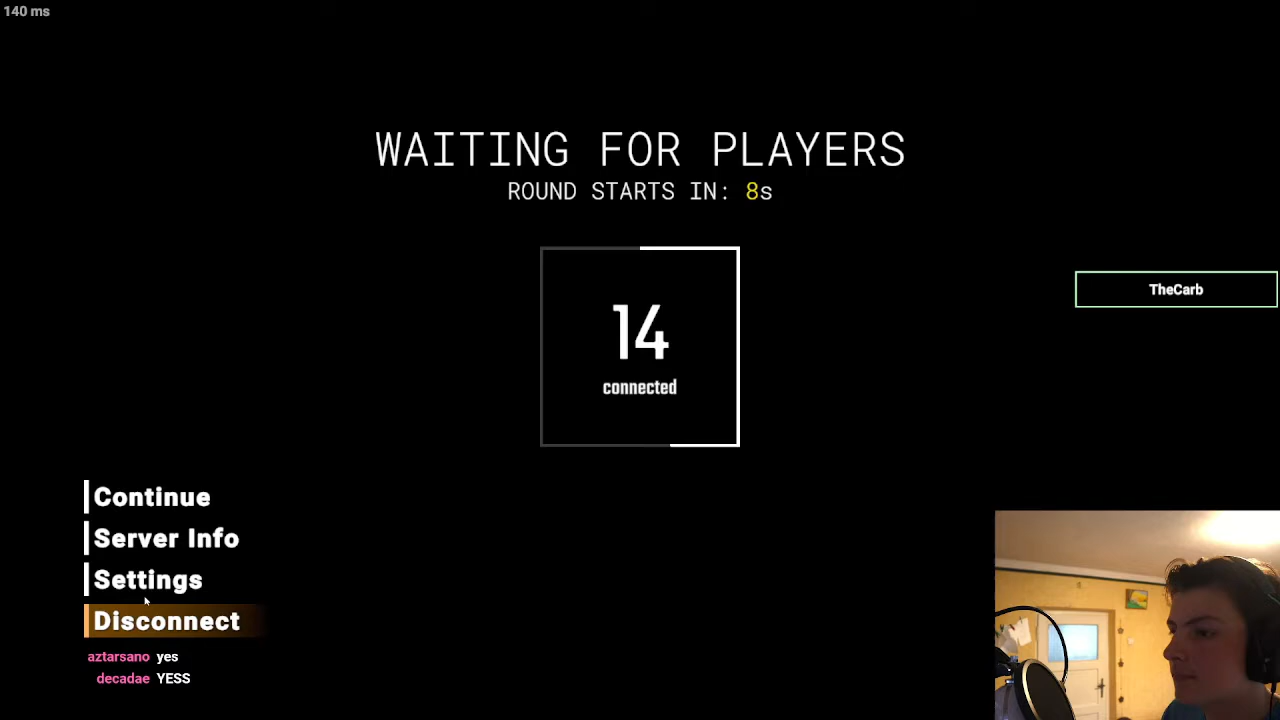 140 ms
WAITING FOR PLAYERS
ROUND STARTS IN: 8s
14
connected
TheCarb
Continue
Server Info
Settings
Disconnect
aztarsano yes
decadae YESS